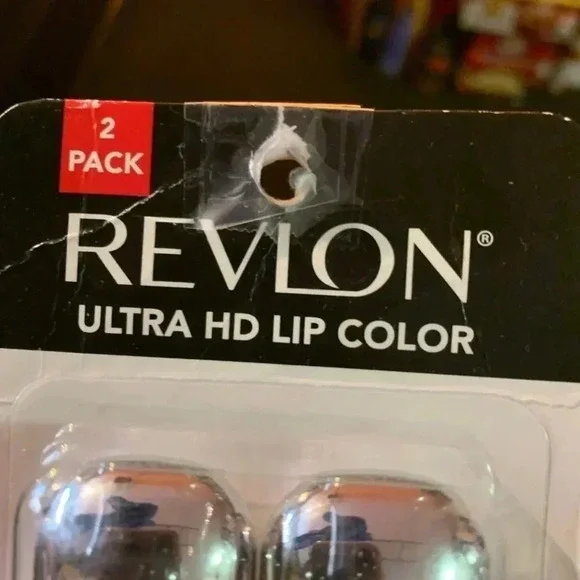 2
PACK
REVLON®
ULTRA HD LIP COLOR